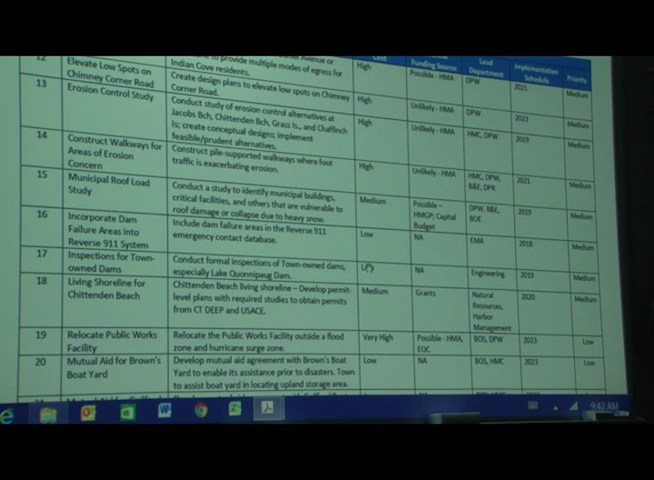 Cost Funding Source Lead Department Implementation Schedule Priority
12 Elevate Low Spots on Chimney Corner Road
to provide multiple modes of egress for
Indian Cove residents.
High Possible - HMA DPW 2021 Medium
13 Erosion Control Study
Create design plans to elevate low spots on Chimney
Corner Road.
High Unlikely - HMA DPW 2021 Medium
Conduct study of erosion control alternatives at
Jacobs Bch, Chittenden Bch, Grass Is., and Chaffinch
Is; create conceptual designs; implement
feasible/prudent alternatives.
High Unlikely - HMA HMC, DPW 2019 Medium
14 Construct Walkways for
Areas of Erosion
Concern
Construct pile-supported walkways where foot
traffic is exacerbating erosion.
High Unlikely - HMA HMC, DPW, B&E, DPR 2021 Medium
15 Municipal Roof Load
Study
Conduct a study to identify municipal buildings,
critical facilities, and others that are vulnerable to
roof damage or collapse due to heavy snow.
Medium Possible – HMGP; Capital Budget DPW, B&E, BOE 2019 Medium
16 Incorporate Dam
Failure Areas into
Reverse 911 System
Include dam failure areas in the Reverse 911
emergency contact database.
Low NA EMA 2018 Medium
17 Inspections for Town-
owned Dams
Conduct formal inspections of Town-owned dams,
especially Lake Quonnipaug Dam.
NA Engineering 2019 Medium
18 Living Shoreline for
Chittenden Beach
Chittenden Beach living shoreline – Develop permit-
level plans with required studies to obtain permits
from CT DEEP and USACE.
Medium Grants Natural Resources, Harbor Management 2020 Medium
19 Relocate Public Works
Facility
Relocate the Public Works Facility outside a flood
zone and hurricane surge zone.
Very High Possible - HMA, EOC BOS, DPW 2023 Low
20 Mutual Aid for Brown's
Boat Yard
Develop mutual aid agreement with Brown's Boat
Yard to enable its assistance prior to disasters. Town
to assist boat yard in locating upland storage area.
Low NA BOS, HMC 2023 Low
9:42 AM